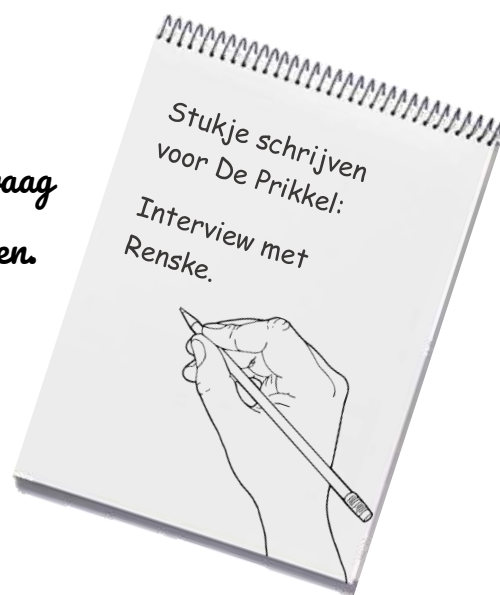 Stukje schrijven
voor De Prikkel:
Interview met
Renske.